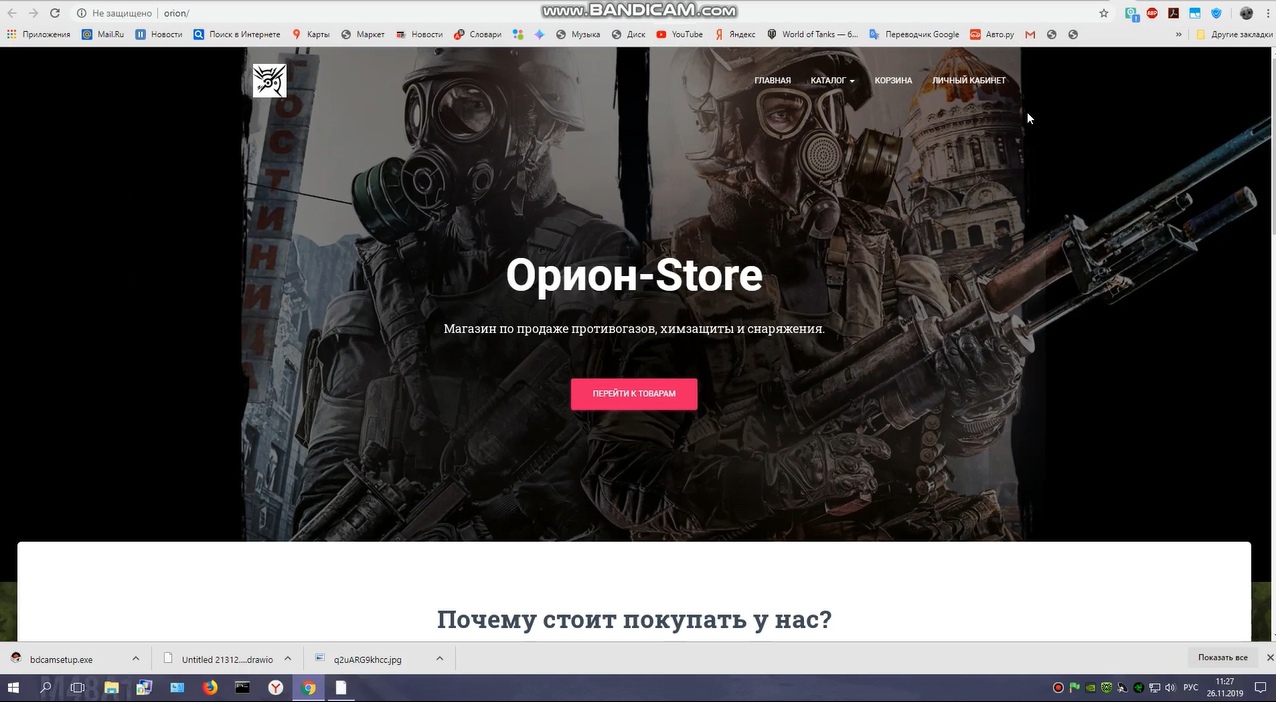 www.BANDICAM.com
Не защищено | orion/
Приложения Mail.Ru Новости Поиск в Интернете Карты Маркет Новости Словари Музыка Диск YouTube Яндекс World of Tanks — б... Переводчик Google Авто.ру » Другие закладки
ГЛАВНАЯ КАТАЛОГ КОРЗИНА ЛИЧНЫЙ КАБИНЕТ
ГОСТИНИЦА
Орион-Store
Магазин по продаже противогазов, химзащиты и снаряжения.
ПЕРЕЙТИ К ТОВАРАМ
Почему стоит покупать у нас?
bdcamsetup.exe Untitled 21312....drawio q2uARG9khcc.jpg Показать все
РУС 11:27
26.11.2019